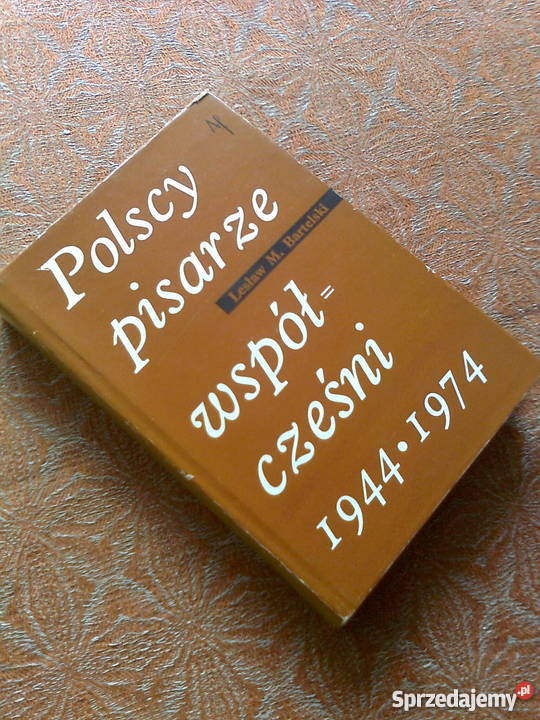 Polscy
pisarze
Lesław M. Bartelski
współ=
cześni
1944•1974
Sprzedajemy.pl